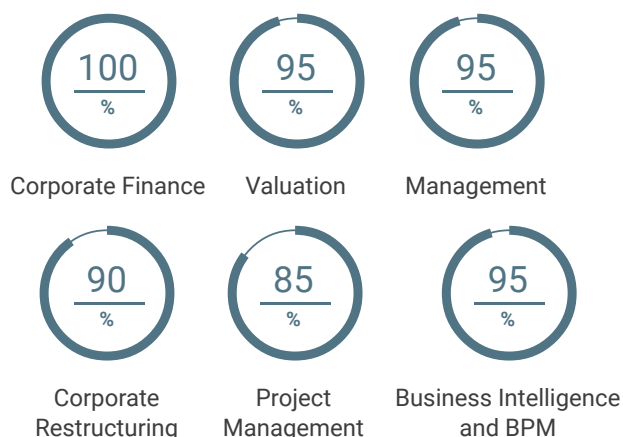 100
%
95
%
95
%
Corporate Finance
Valuation
Management
90
%
85
%
95
%
Corporate
Restructuring
Project
Management
Business Intelligence
and BPM